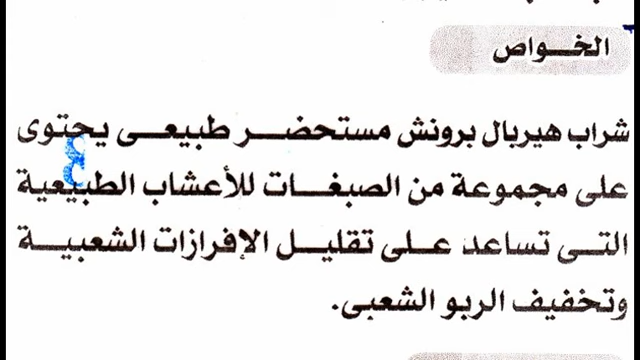 الخواص
شراب هيربال برونش مستحضر طبيعى يحتوى
على مجموعة من الصبغات للأعشاب الطبيعية
التى تساعد على تقليل الإفرازات الشعبية
وتخفيف الربو الشعبى.